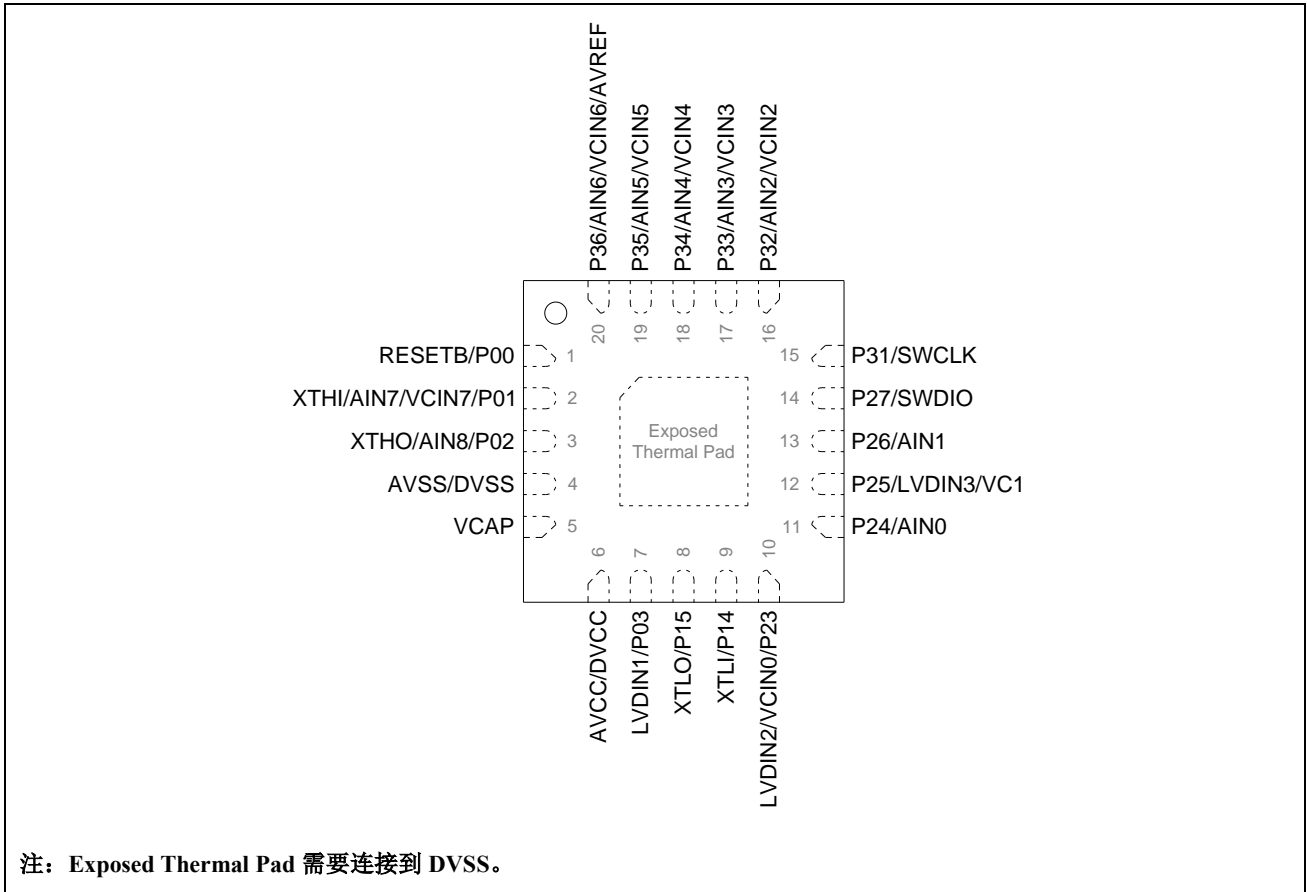 P36/AIN6/VCIN6/AVREF
P35/AIN5/VCIN5
P34/AIN4/VCIN4
P33/AIN3/VCIN3
P32/AIN2/VCIN2
20
19
18
17
16
RESETB/P00
1
XTHI/AIN7/VCIN7/P01
2
XTHO/AIN8/P02
3
AVSS/DVSS
4
VCAP
5
Exposed
Thermal Pad
15
P31/SWCLK
14
P27/SWDIO
13
P26/AIN1
12
P25/LVDIN3/VC1
11
P24/AIN0
6
7
8
9
10
AVCC/DVCC
LVDIN1/P03
XTLO/P15
XTLI/P14
LVDIN2/VCIN0/P23
注：Exposed Thermal Pad 需要连接到 DVSS。